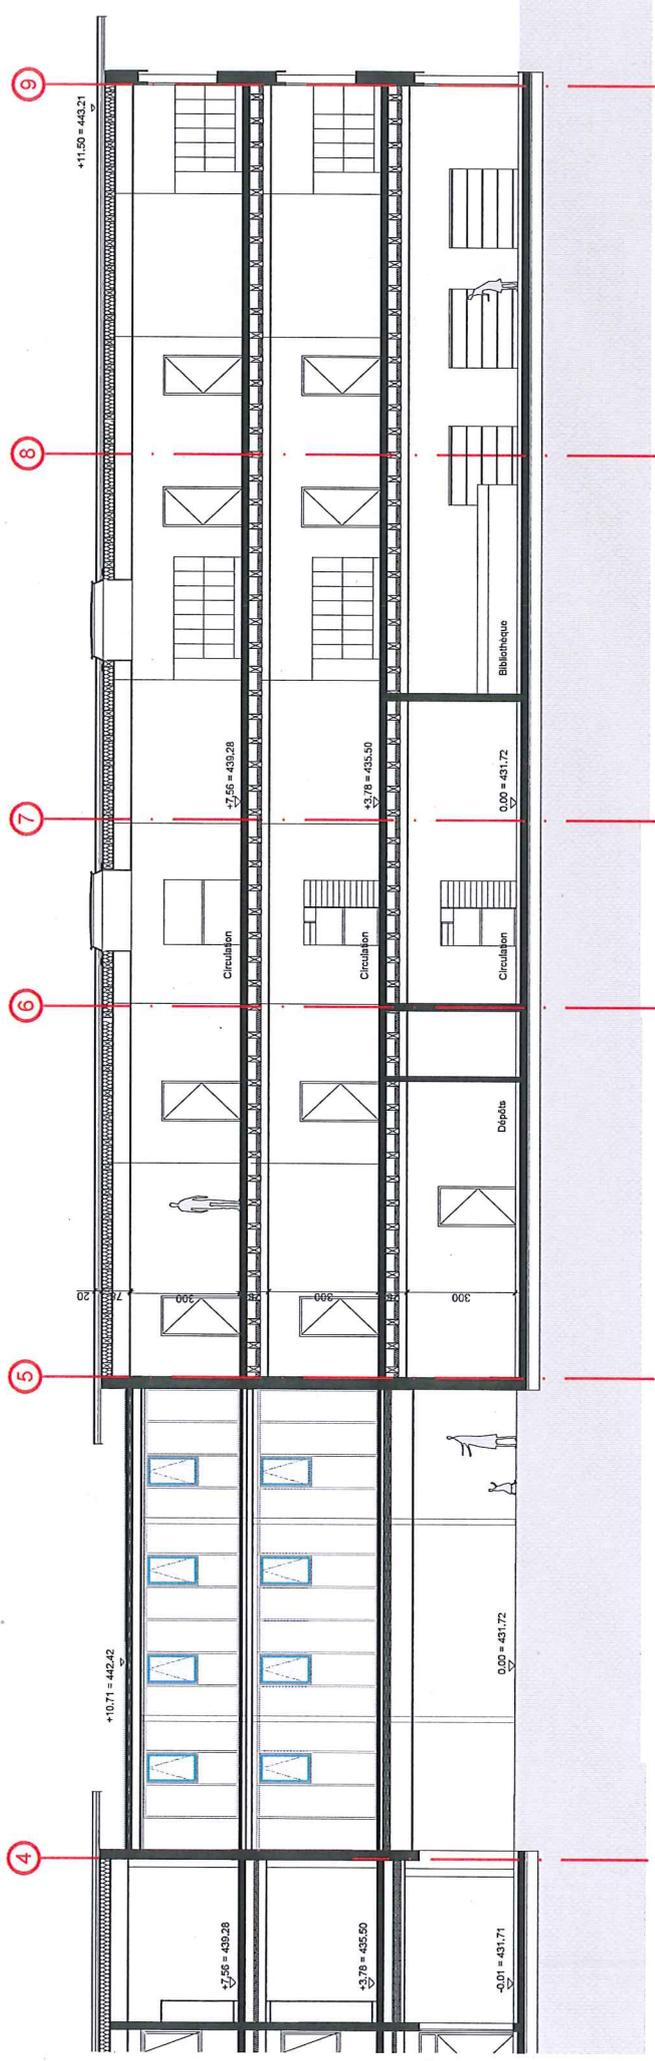 4
5
6
7
8
9
+11.50 = 443.21
+10.71 = 442.42
20
300
+7,56 = 439.28
Circulation
+7,56 = 439.28
300
+3,78 = 435.50
Circulation
+3,78 = 435.50
300
-0.01 = 431.71
0.00 = 431.72
Dépôts
Circulation
0.00 = 431.72
Bibliothèque